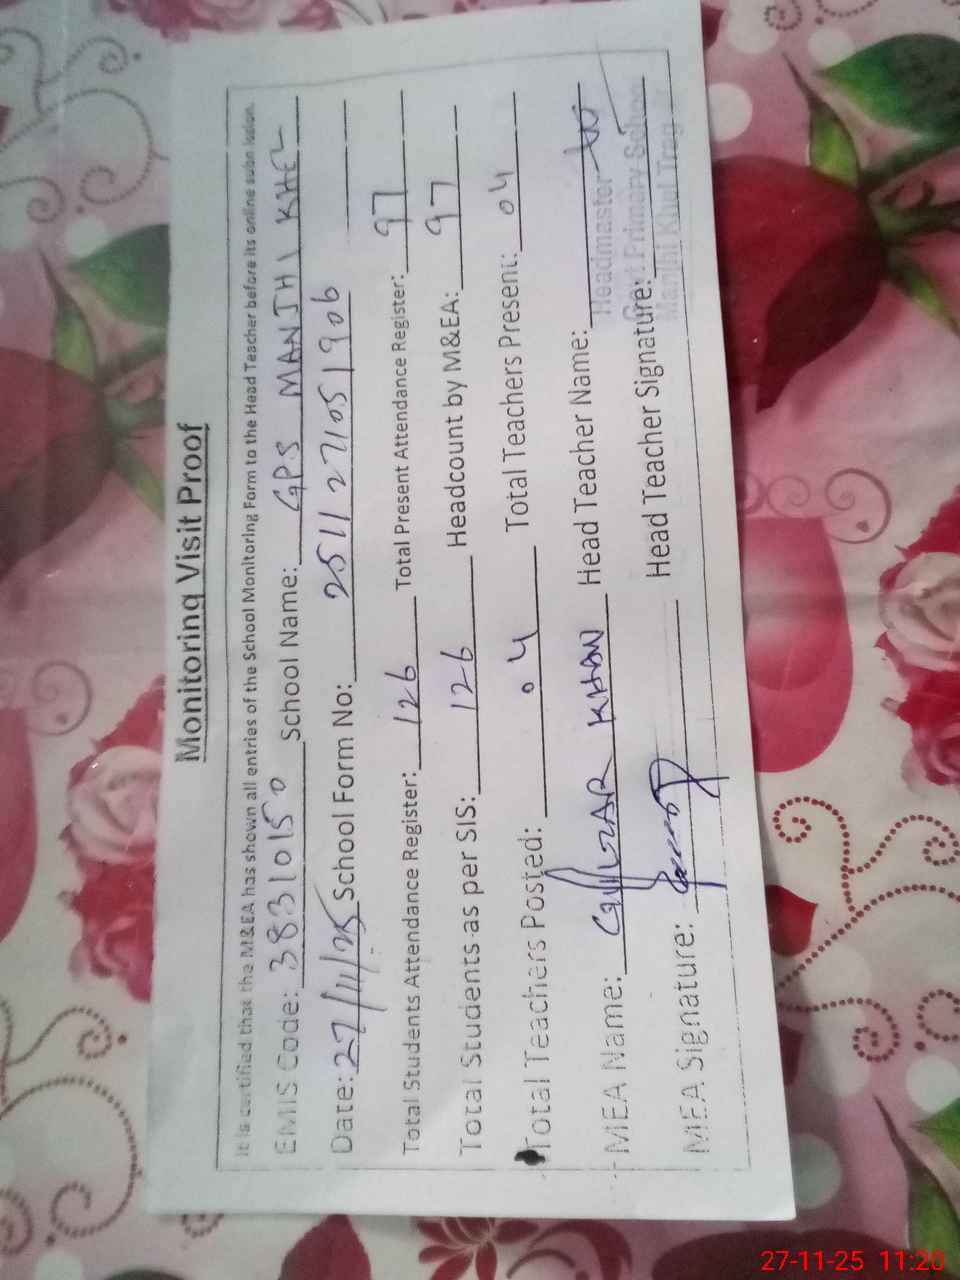 Monitoring Visit Proof
It is certified that the M&EA has shown all entries of the School Monitoring Form to the Head Teacher before its online submission.
EMIS Code: 38310150 School Name: GPS MANJHI KHEL
Date: 27/11/25 School Form No: 2511271051906
Total Students Attendance Register: 126 Total Present Attendance Register: 97
Total Students as per SIS: 126 Headcount by M&EA: 97
Total Teachers Posted: 04 Total Teachers Present: 04
MEA Name: GULZAR KHAN Head Teacher Name:
MEA Signature: Head Teacher Signature:
Headmaster
Govt Primary School
Manjhi Khel
27-11-25 11:20